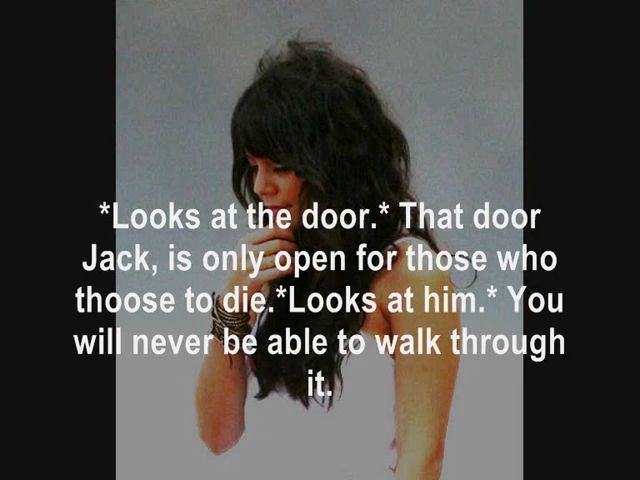 *Looks at the door.* That door
Jack, is only open for those who
thoose to die.*Looks at him.* You
will never be able to walk through
it.